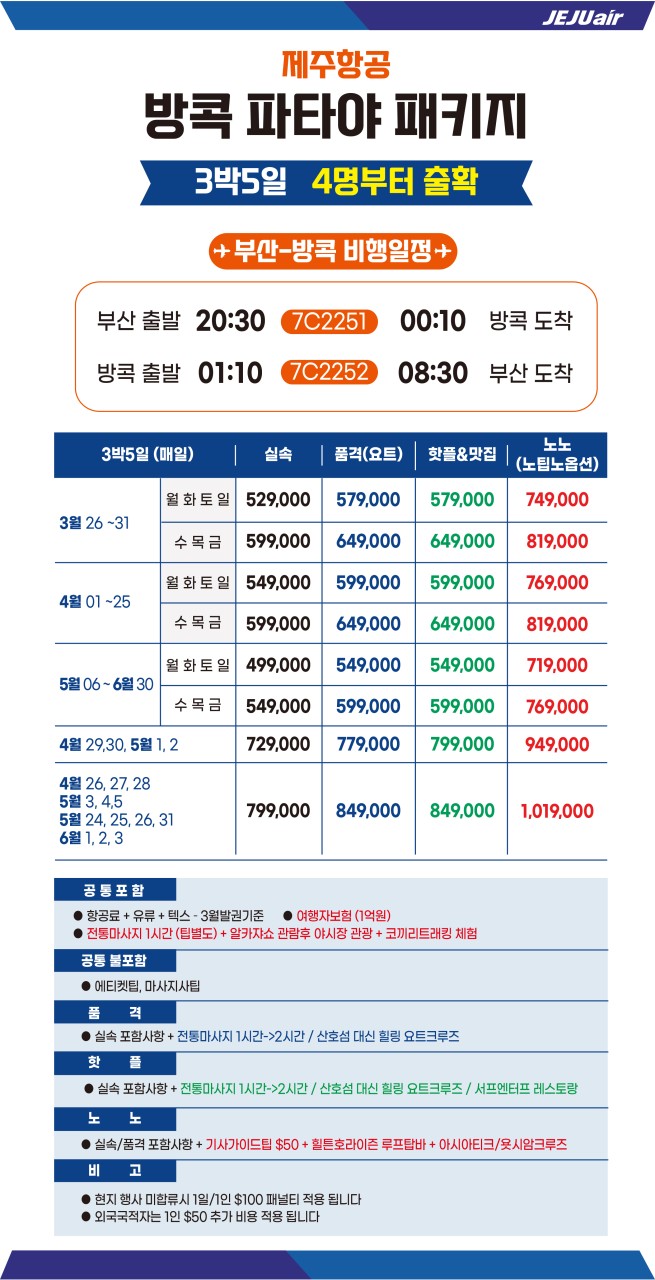 JEJUair
제주항공
방콕 파타야 패키지
3박5일 4명부터 출확
부산-방콕 비행일정
부산 출발 20:30 7C2251 00:10 방콕 도착
방콕 출발 01:10 7C2252 08:30 부산 도착
3박5일 (매일) 실속 품격(요트) 핫플&맛집 노노 (노팁노옵션)
3월 26 ~31 월 화 토 일 529,000 579,000 579,000 749,000
수 목 금 599,000 649,000 649,000 819,000
4월 01 ~25 월 화 토 일 549,000 599,000 599,000 769,000
수 목 금 599,000 649,000 649,000 819,000
5월 06 ~ 6월 30 월 화 토 일 499,000 549,000 549,000 719,000
수 목 금 549,000 599,000 599,000 769,000
4월 29,30, 5월 1, 2 729,000 779,000 799,000 949,000
4월 26, 27, 28
5월 3, 4,5
5월 24, 25, 26, 31
6월 1, 2, 3
799,000 849,000 849,000 1,019,000
공 통 포 함
● 항공료 + 유류 + 텍스 - 3월발권기준 ● 여행자보험 (1억원)
● 전통마사지 1시간 (팁별도) + 알카쟈쇼 관람후 야시장 관광 + 코끼리트래킹 체험
공통 불포함
● 에티켓팁, 마사지사팁
품 격
● 실속 포함사항 + 전통마사지 1시간->2시간 / 산호섬 대신 힐링 요트크루즈
핫 플
● 실속 포함사항 + 전통마사지 1시간->2시간 / 산호섬 대신 힐링 요트크루즈 / 서프엔터프 레스토랑
노 노
● 실속/품격 포함사항 + 기사가이드팁 $50 + 힐튼호라이즌 루프탑바 + 아시아티크/욧시암크루즈
비 고
● 현지 행사 미합류시 1일/1인 $100 패널티 적용 됩니다
● 외국국적자는 1인 $50 추가 비용 적용 됩니다